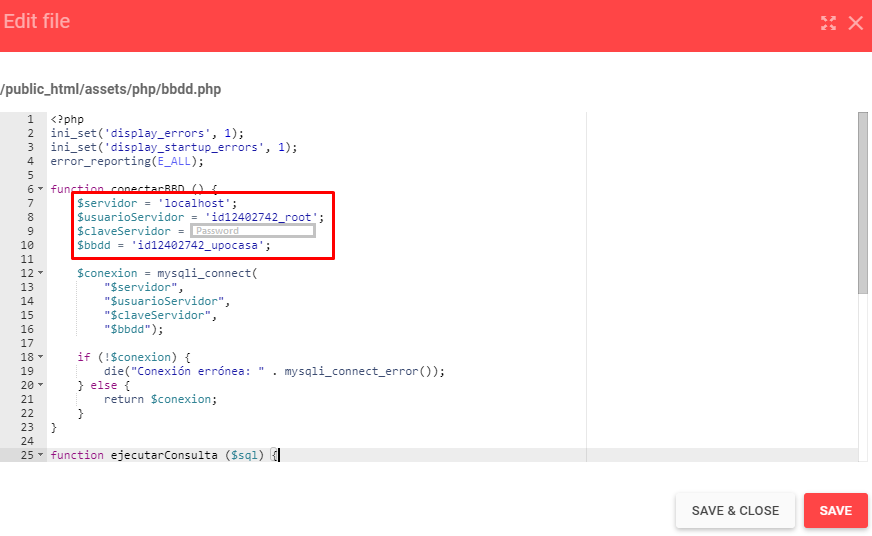 Edit file
/public_html/assets/php/bbdd.php
1 <?php
2 ini_set('display_errors', 1);
3 ini_set('display_startup_errors', 1);
4 error_reporting(E_ALL);
5
6 function conectarBBD () {
7 $servidor = 'localhost';
8 $usuarioServidor = 'id12402742_root';
9 $claveServidor = Password
10 $bbdd = 'id12402742_upocasa';
11
12 $conexion = mysqli_connect(
13 "$servidor",
14 "$usuarioServidor",
15 "$claveServidor",
16 "$bbdd");
17
18 if (!$conexion) {
19 die("Conexión errónea: " . mysqli_connect_error());
20 } else {
21 return $conexion;
22 }
23 }
24
25 function ejecutarConsulta ($sql) {
SAVE & CLOSE SAVE